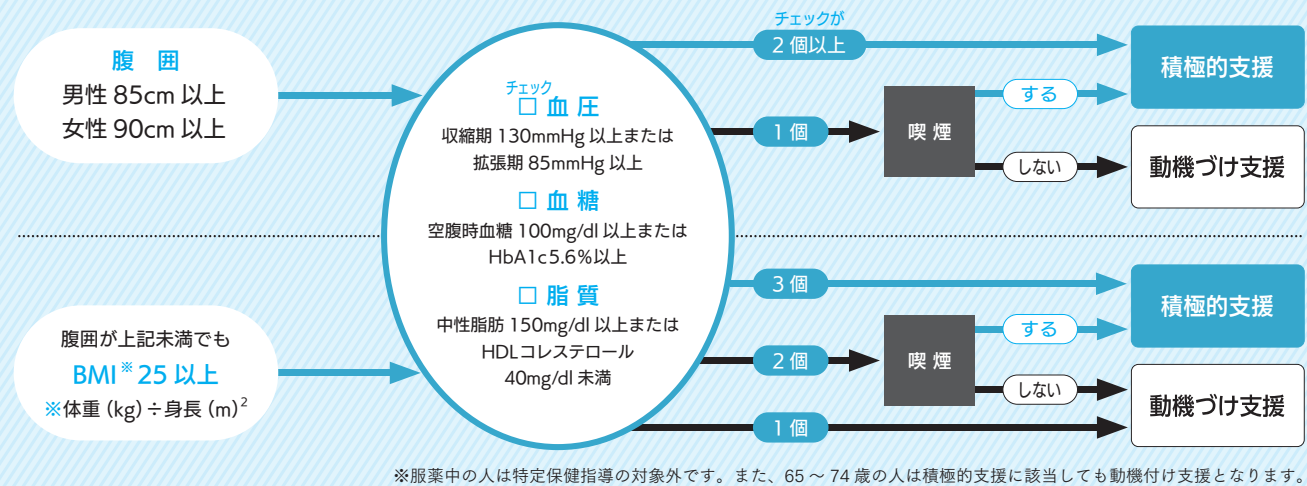 腹 囲
男性 85cm 以上
女性 90cm 以上
チェック
□ 血 圧
収縮期 130mmHg 以上または
拡張期 85mmHg 以上
□ 血 糖
空腹時血糖 100mg/dl 以上または
HbA1c5.6%以上
□ 脂 質
中性脂肪 150mg/dl 以上または
HDLコレステロール
40mg/dl 未満
チェックが
2 個以上
積極的支援
1 個
喫 煙
する
しない
動機づけ支援
腹囲が上記未満でも
BMI※ 25 以上
※体重 (kg) ÷身長 (m)²
3 個
積極的支援
2 個
喫 煙
する
しない
1 個
動機づけ支援
※服薬中の人は特定保健指導の対象外です。また、65 ~ 74 歳の人は積極的支援に該当しても動機付け支援となります。